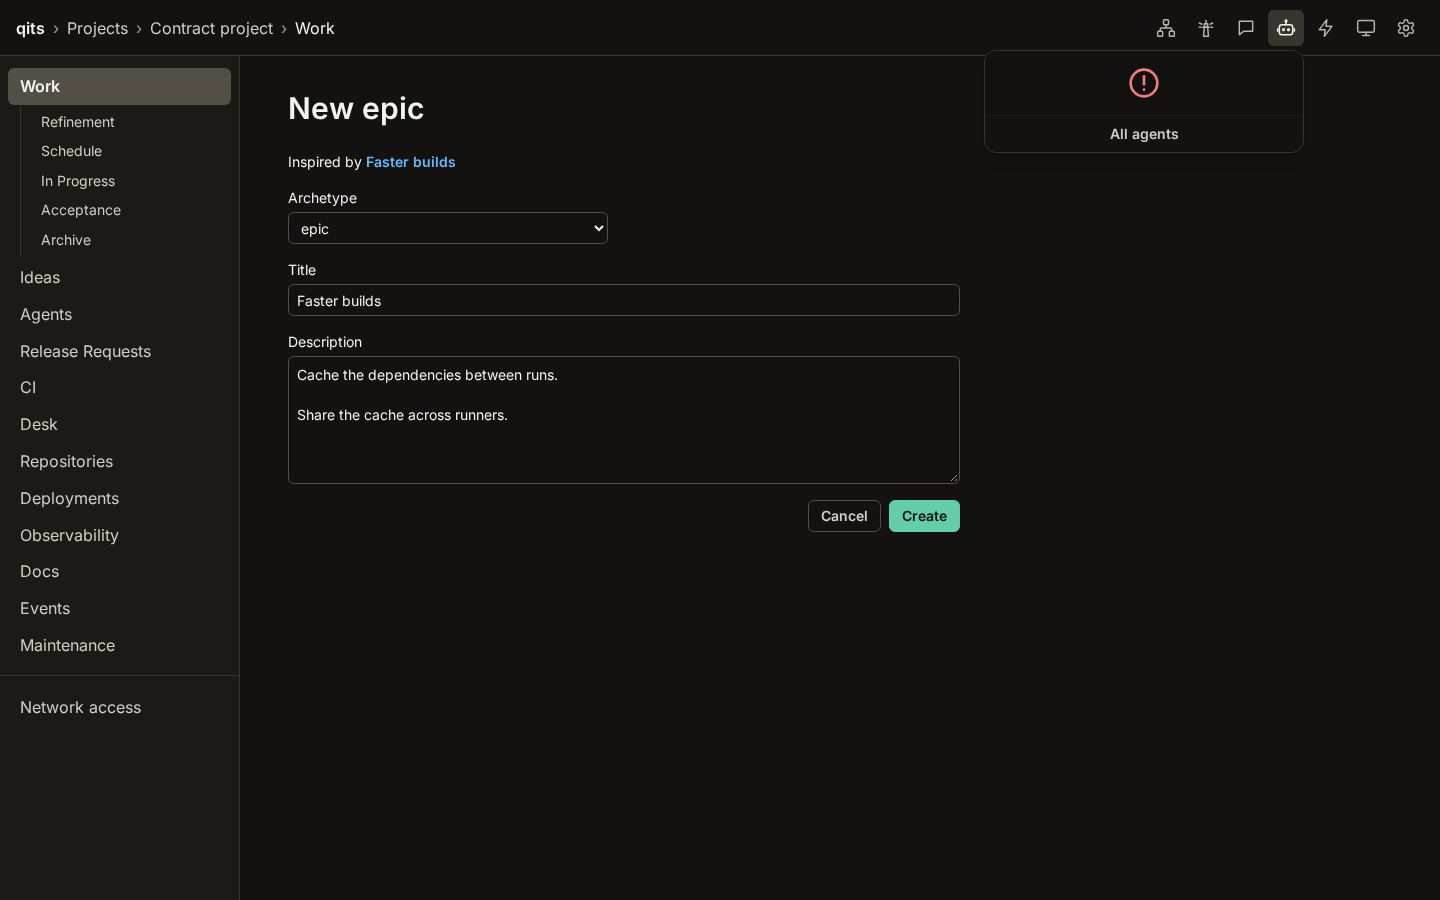 qits › Projects › Contract project › Work
All agents
Work
Refinement
Schedule
In Progress
Acceptance
Archive
Ideas
Agents
Release Requests
CI
Desk
Repositories
Deployments
Observability
Docs
Events
Maintenance
Network access
New epic
Inspired by Faster builds
Archetype
epic
Title
Faster builds
Description
Cache the dependencies between runs.
Share the cache across runners.
Cancel Create